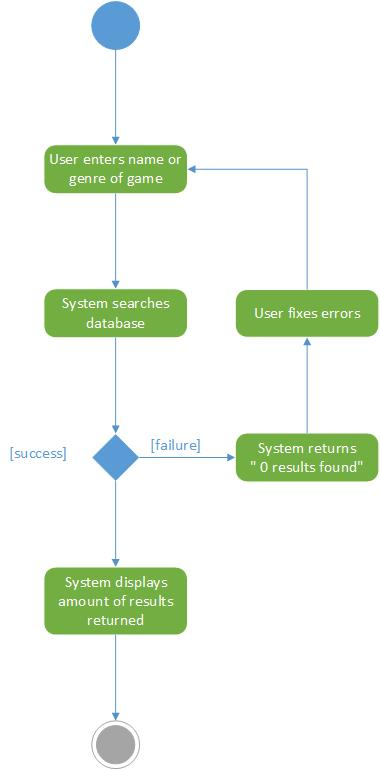 User enters name or
genre of game
System searches
database
User fixes errors
[success]
[failure]
System returns
" 0 results found"
System displays
amount of results
returned